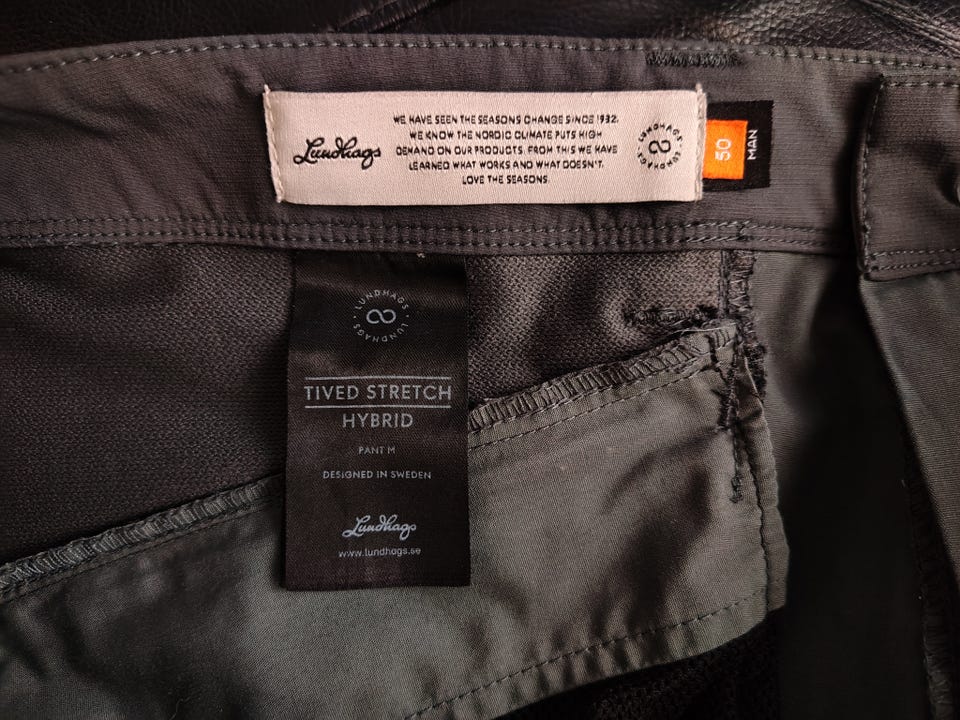 Lundhags
WE HAVE SEEN THE SEASONS CHANGE SINCE 1932.
WE KNOW THE NORDIC CLIMATE PUTS HIGH
DEMAND ON OUR PRODUCTS. FROM THIS WE HAVE
LEARNED WHAT WORKS AND WHAT DOESN'T.
LOVE THE SEASONS.
LUNDHAGS · LUNDHAGS ·
50
MAN
LUNDHAGS · LUNDHAGS ·
TIVED STRETCH
HYBRID
PANT M
DESIGNED IN SWEDEN
Lundhags
www.lundhags.se